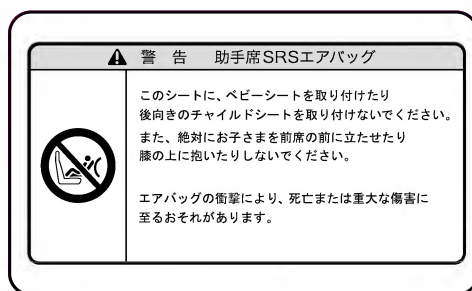 警 告 助手席SRSエアバッグ
このシートに、ベビーシートを取り付けたり
後向きのチャイルドシートを取り付けないでください。
また、絶対にお子さまを前席の前に立たせたり
膝の上に抱いたりしないでください。
エアバッグの衝撃により、死亡または重大な傷害に
至るおそれがあります。